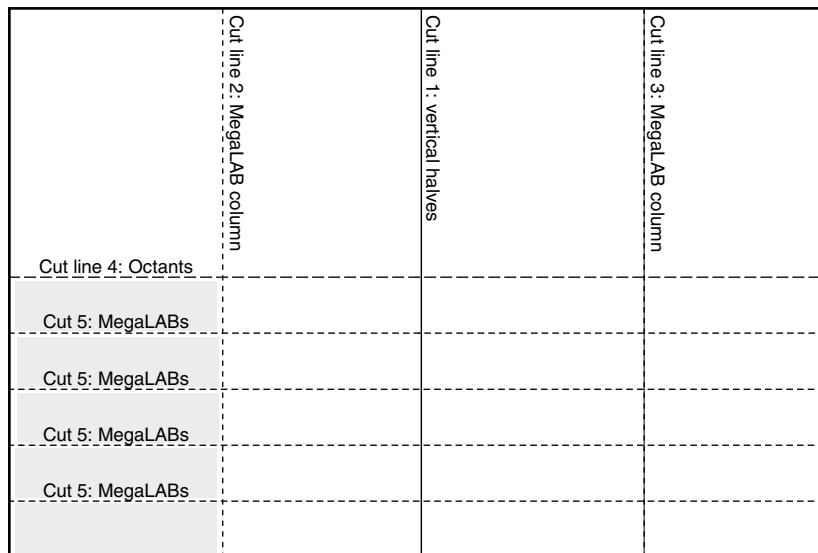 Cut line 2: MegaLAB column
Cut line 1: vertical halves
Cut line 3: MegaLAB column
Cut line 4: Octants
Cut 5: MegaLABs
Cut 5: MegaLABs
Cut 5: MegaLABs
Cut 5: MegaLABs